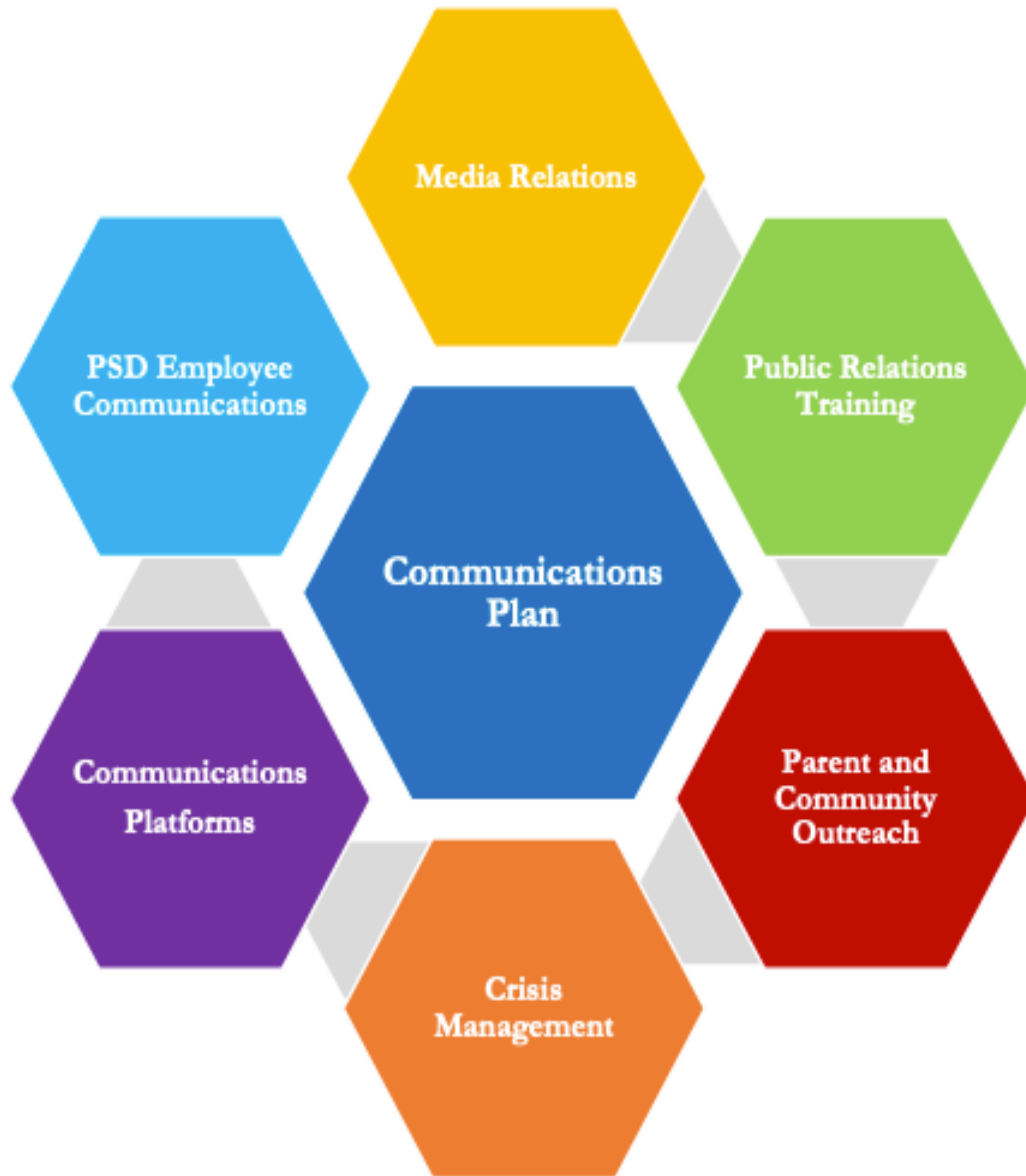 Media Relations
PSD Employee
Communications
Public Relations
Training
Communications
Plan
Communications
Platforms
Parent and
Community
Outreach
Crisis
Management